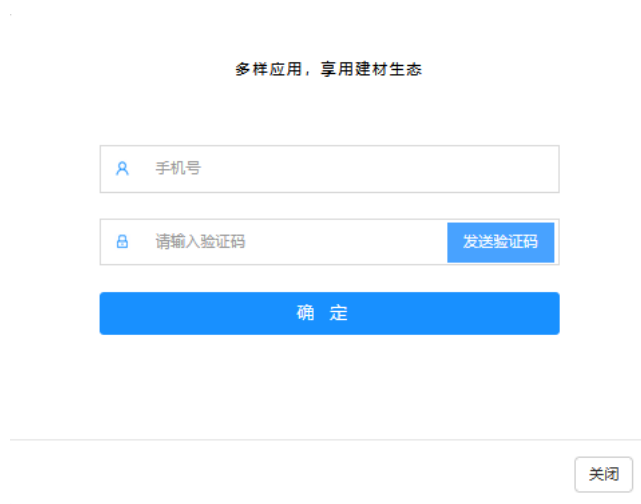 多样应用，享用建材生态
手机号
请输入验证码
发送验证码
确 定
关闭